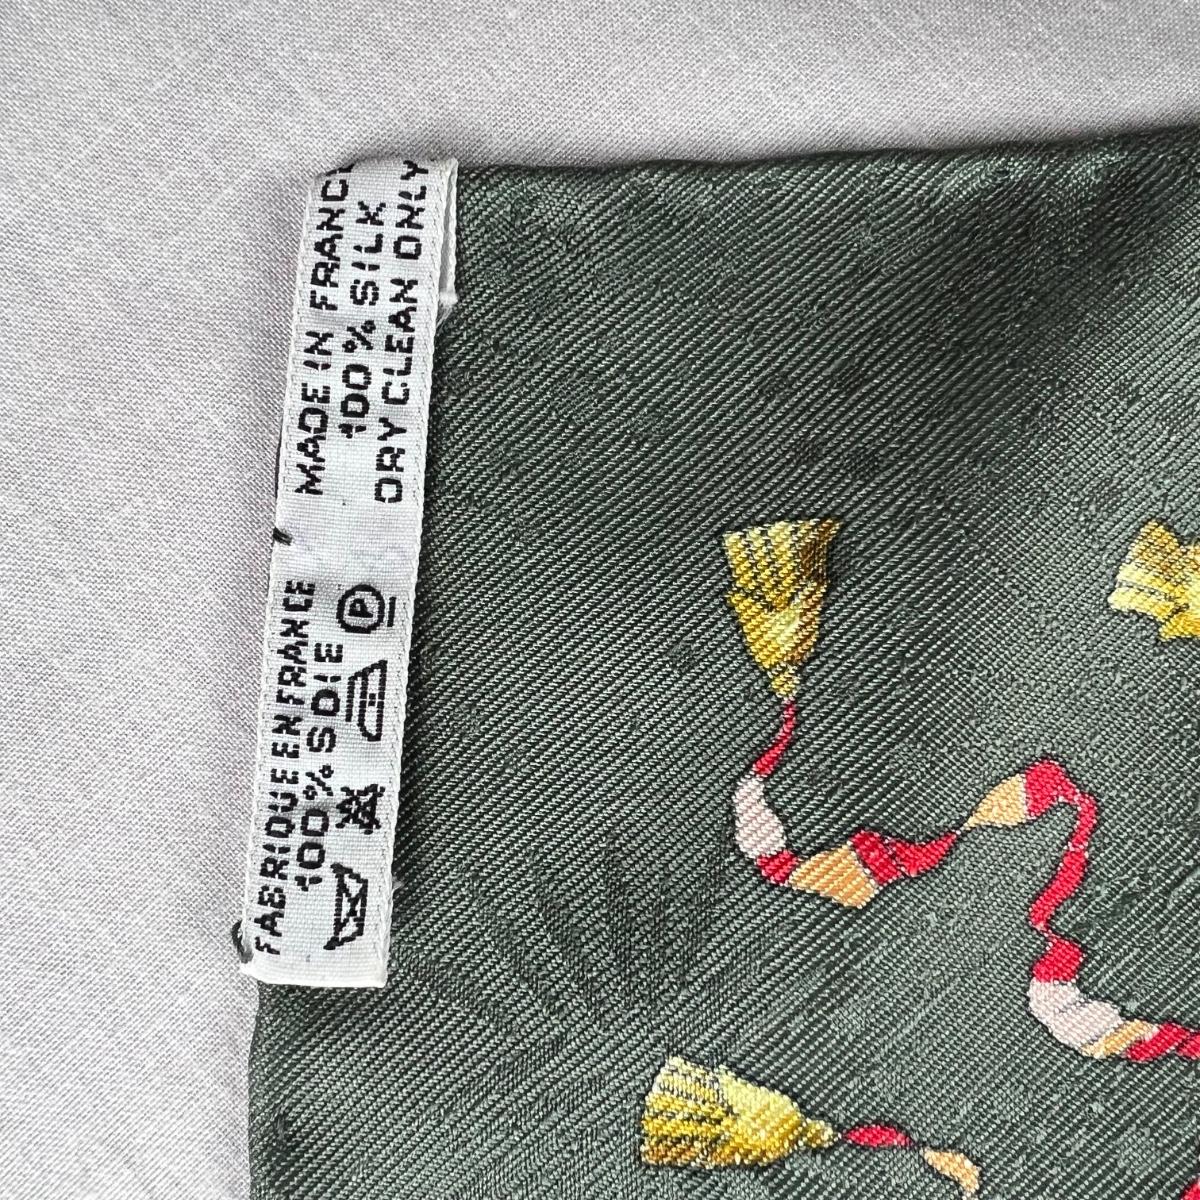 FABRIQUE EN FRANCE
100% SOIE
P
MADE IN FRANCE
100% SILK
DRY CLEAN ONLY